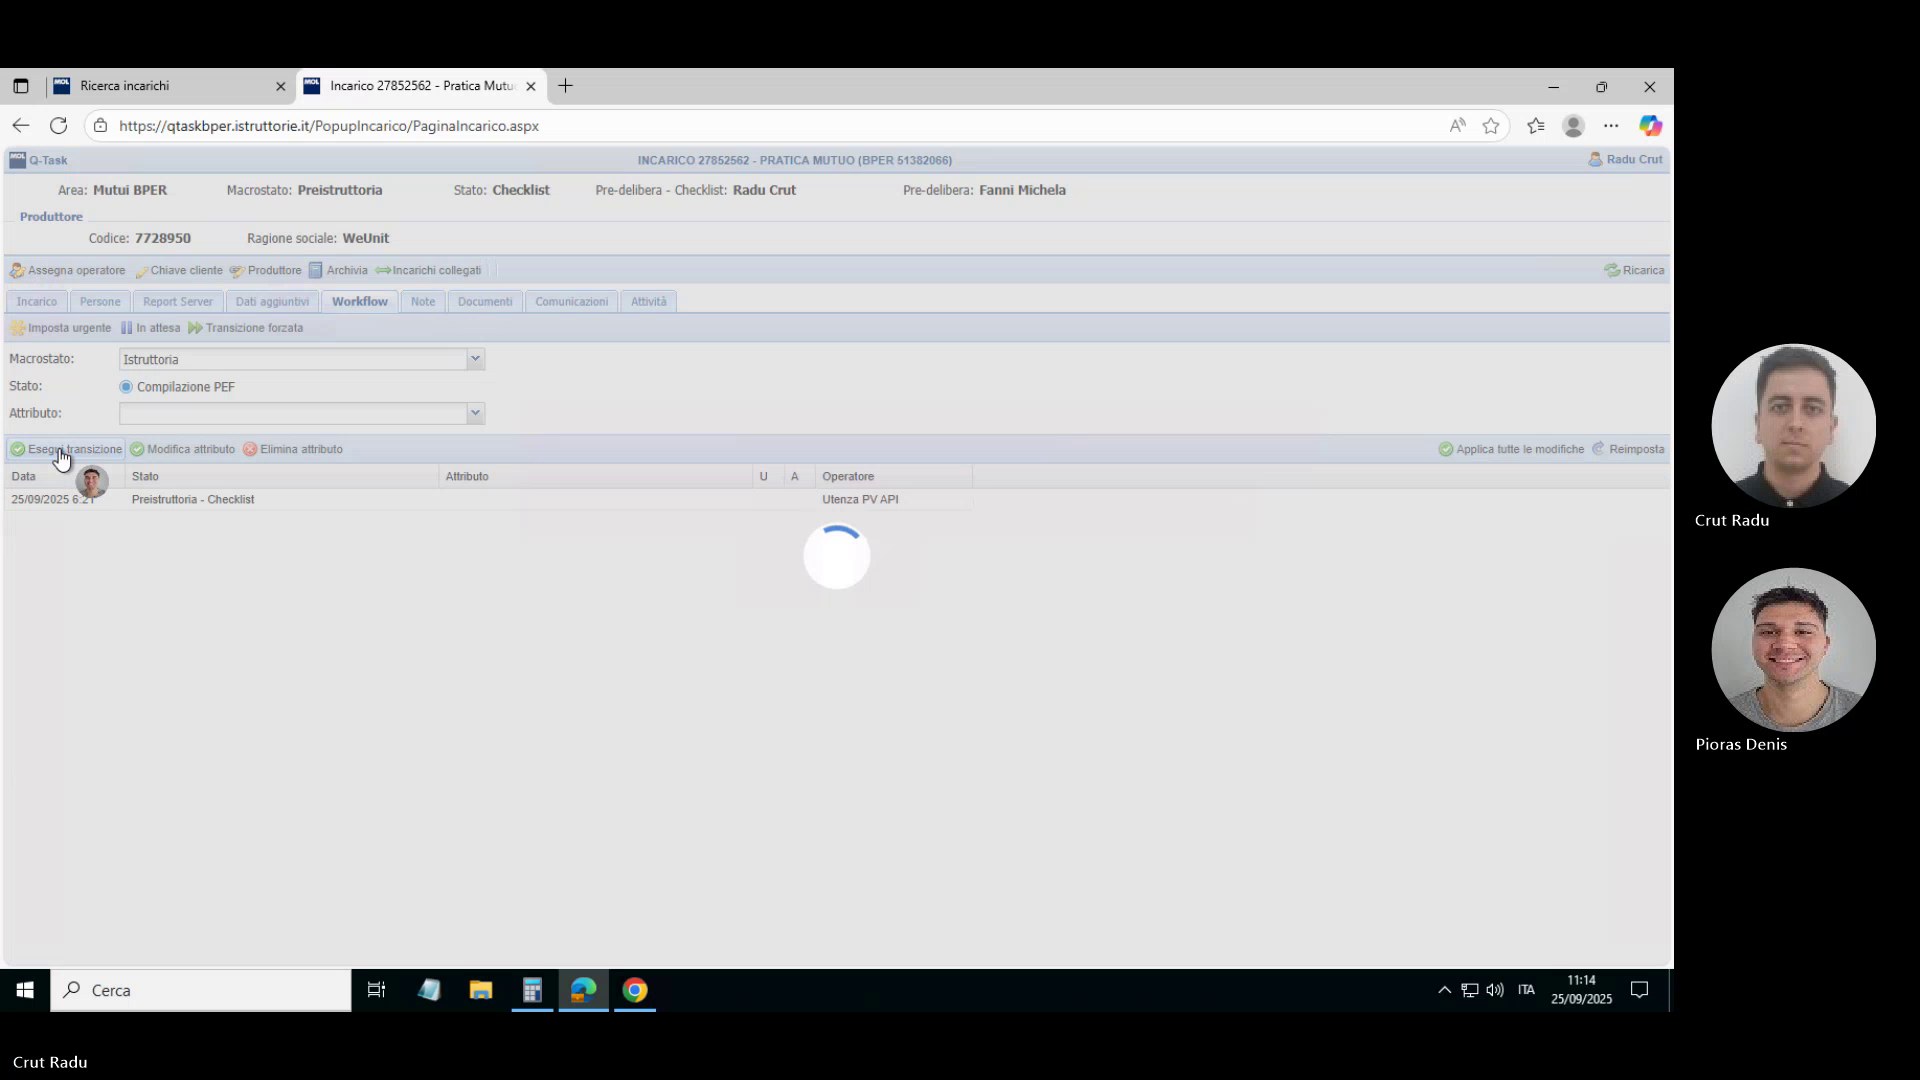 MOL Ricerca incarichi
MOL Incarico 27852562 - Pratica Mutu
https://qtaskbper.istruttorie.it/PopupIncarico/PaginaIncarico.aspx
MOL Q-Task
INCARICO 27852562 - PRATICA MUTUO (BPER 51382066)
Radu Crut
Area: Mutui BPER Macrostato: Preistruttoria Stato: Checklist Pre-delibera - Checklist: Radu Crut Pre-delibera: Fanni Michela
Produttore
Codice: 7728950 Ragione sociale: WeUnit
Assegna operatore Chiave cliente Produttore Archivia Incarichi collegati Ricarica
Incarico Persone Report Server Dati aggiuntivi Workflow Note Documenti Comunicazioni Attività
Imposta urgente In attesa Transizione forzata
Macrostato: Istruttoria
Stato: Compilazione PEF
Attributo:
Esegui transizione Modifica attributo Elimina attributo Applica tutte le modifiche Reimposta
Data Stato Attributo U A Operatore
25/09/2025 6:21 Preistruttoria - Checklist Utenza PV API
Crut Radu
Pioras Denis
Cerca
ITA
11:14
25/09/2025
Crut Radu